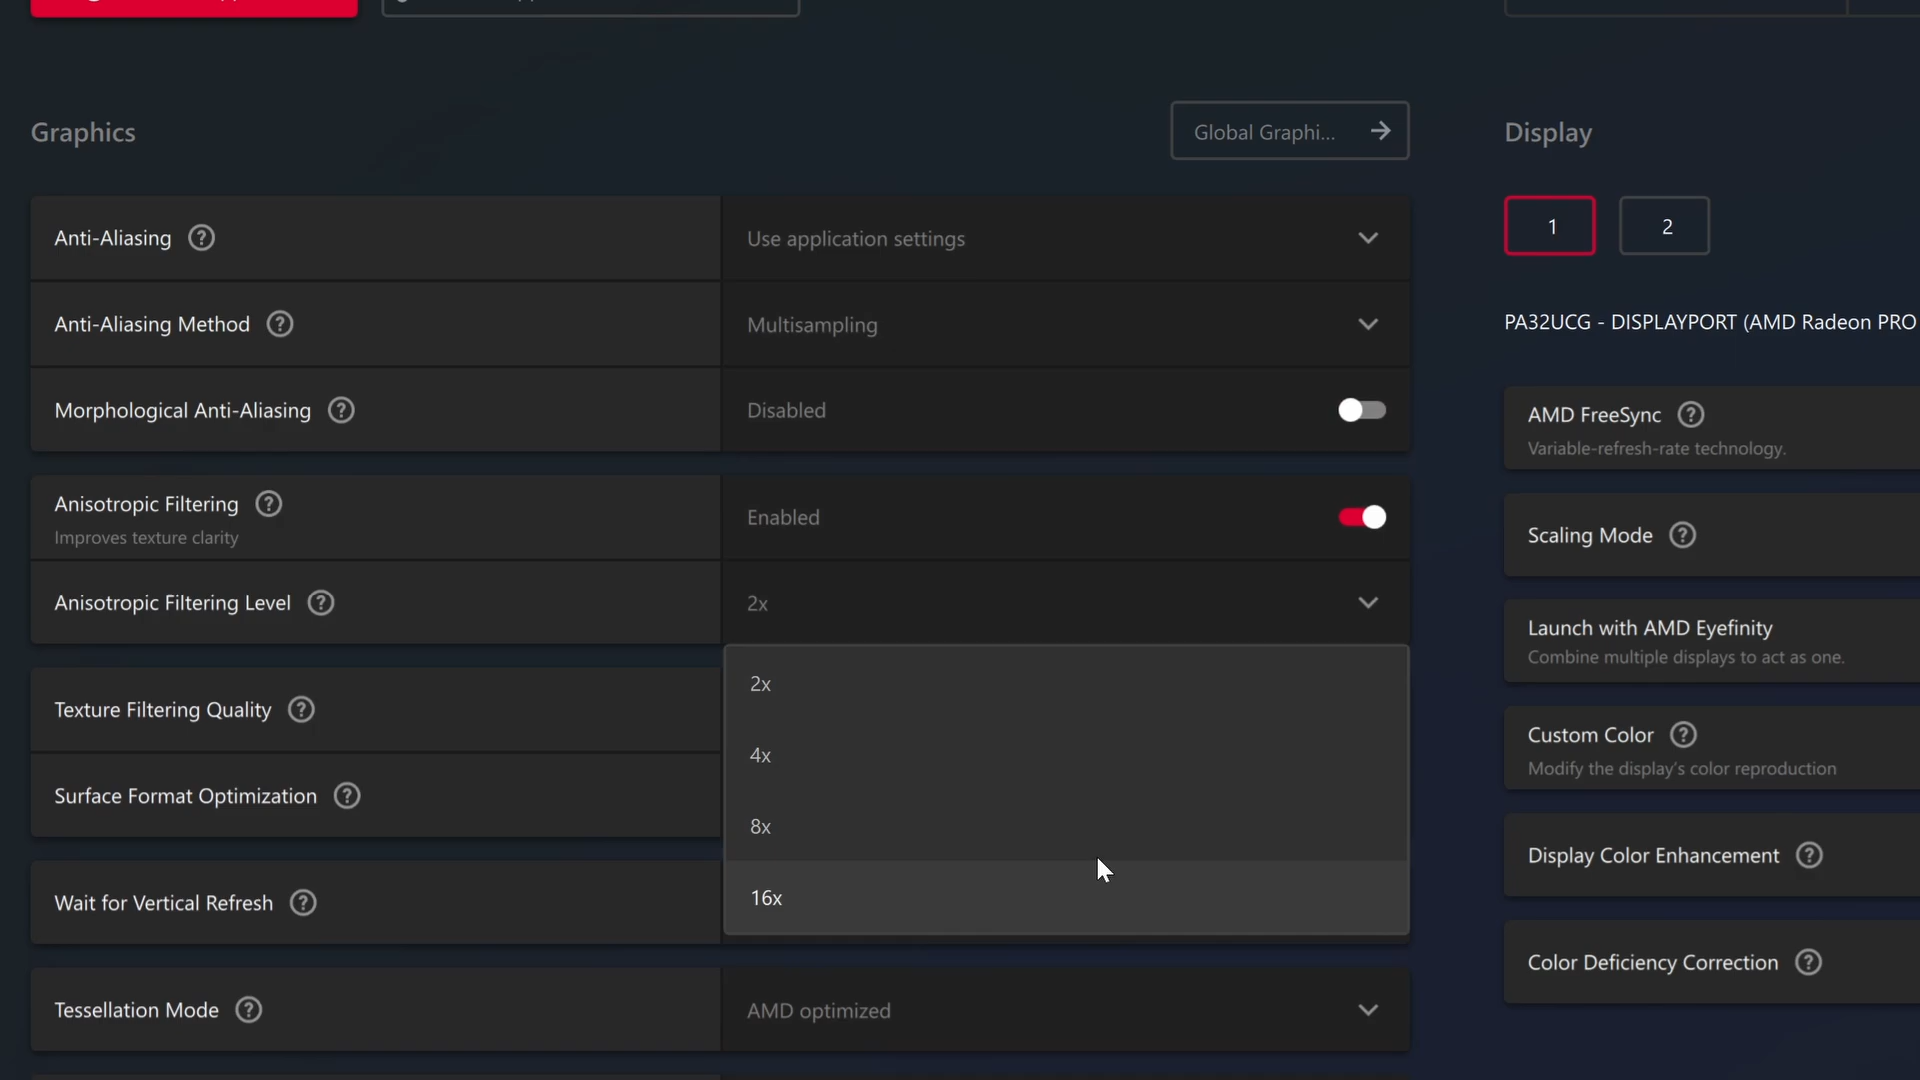 Graphics
Global Graphi...
Anti-Aliasing
Use application settings
Anti-Aliasing Method
Multisampling
Morphological Anti-Aliasing
Disabled
Anisotropic Filtering
Improves texture clarity
Enabled
Anisotropic Filtering Level
2x
2x
4x
8x
16x
Texture Filtering Quality
Surface Format Optimization
Wait for Vertical Refresh
Tessellation Mode
AMD optimized
Display
1
2
PA32UCG - DISPLAYPORT (AMD Radeon PRO
AMD FreeSync
Variable-refresh-rate technology.
Scaling Mode
Launch with AMD Eyefinity
Combine multiple displays to act as one.
Custom Color
Modify the display's color reproduction
Display Color Enhancement
Color Deficiency Correction